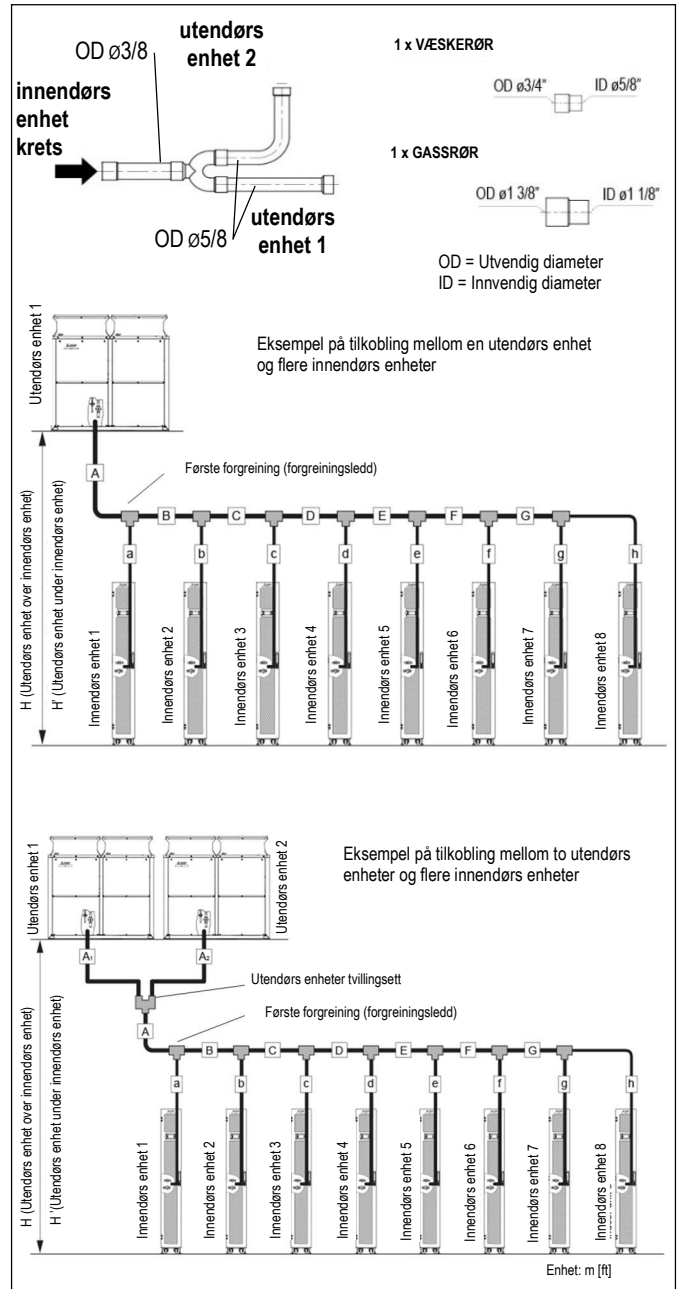 OD ø3/8
utendørs
enhet 2
innendørs
enhet
krets
OD ø5/8
utendørs
enhet 1
1 x VÆSKERØR
OD ø3/4"
ID ø5/8"
1 x GASSRØR
OD ø1 3/8"
ID ø1 1/8"
OD = Utvendig diameter
ID = Innvendig diameter
Utendørs enhet 1
Eksempel på tilkobling mellom en utendørs enhet
og flere innendørs enheter
H (Utendørs enhet over innendørs enhet)
H' (Utendørs enhet under innendørs enhet)
A
Første forgreining (forgreiningsledd)
B
C
D
E
F
G
a
b
c
d
e
f
g
h
Innendørs enhet 1
Innendørs enhet 2
Innendørs enhet 3
Innendørs enhet 4
Innendørs enhet 5
Innendørs enhet 6
Innendørs enhet 7
Innendørs enhet 8
Utendørs enhet 1
Utendørs enhet 2
Eksempel på tilkobling mellom to utendørs
enheter og flere innendørs enheter
H (Utendørs enhet over innendørs enhet)
H '(Utendørs enhet under innendørs enhet)
A1
A2
Utendørs enheter tvillingsett
Første forgreining (forgreiningsledd)
A
B
C
D
E
F
G
a
b
c
d
e
f
g
h
Innendørs enhet 1
Innendørs enhet 2
Innendørs enhet 3
Innendørs enhet 4
Innendørs enhet 5
Innendørs enhet 6
Innendørs enhet 7
Innendørs enhet 8
Enhet: m [ft]